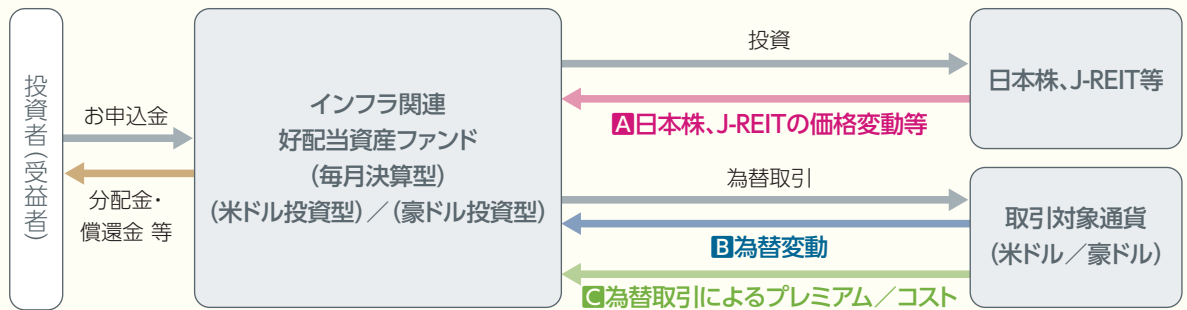 投資者（受益者）
お申込金
分配金・
償還金 等
インフラ関連
好配当資産ファンド
（毎月決算型）
（米ドル投資型）／（豪ドル投資型）
投資
A日本株、J-REITの価格変動等
為替取引
B為替変動
C為替取引によるプレミアム／コスト
日本株、J-REIT等
取引対象通貨
（米ドル／豪ドル）